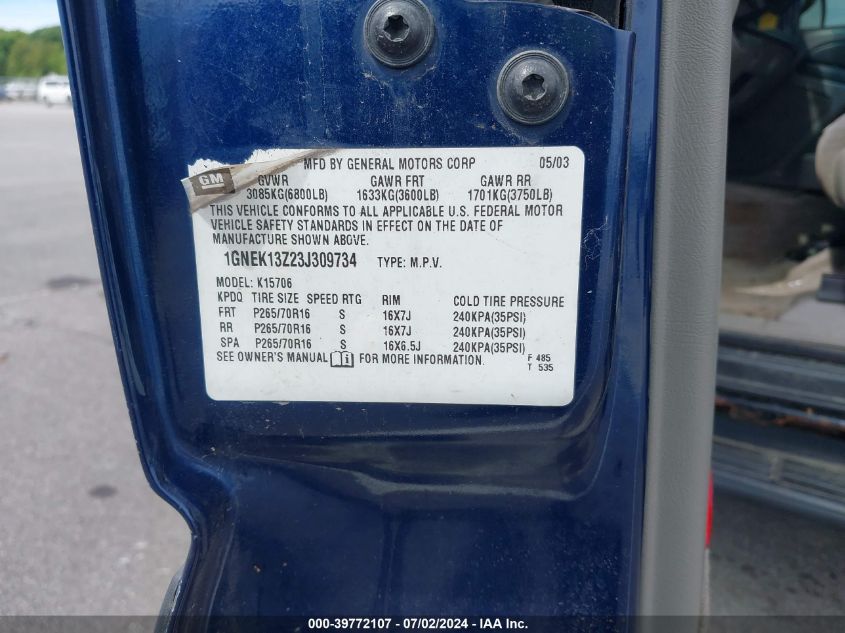 GM
MFD BY GENERAL MOTORS CORP 05/03
GVWR GAWR FRT GAWR RR
3085KG(6800LB) 1633KG(3600LB) 1701KG(3750LB)
THIS VEHICLE CONFORMS TO ALL APPLICABLE U.S. FEDERAL MOTOR
VEHICLE SAFETY STANDARDS IN EFFECT ON THE DATE OF
MANUFACTURE SHOWN ABOVE.
1GNEK13Z23J309734 TYPE: M.P.V.
MODEL: K15706
KPDQ TIRE SIZE SPEED RTG RIM COLD TIRE PRESSURE
FRT P265/70R16 S 16X7J 240KPA(35PSI)
RR P265/70R16 S 16X7J 240KPA(35PSI)
SPA P265/70R16 S 16X6.5J 240KPA(35PSI)
SEE OWNER'S MANUAL FOR MORE INFORMATION.
F 485
T 535
000-39772107 - 07/02/2024 - IAA, Inc.